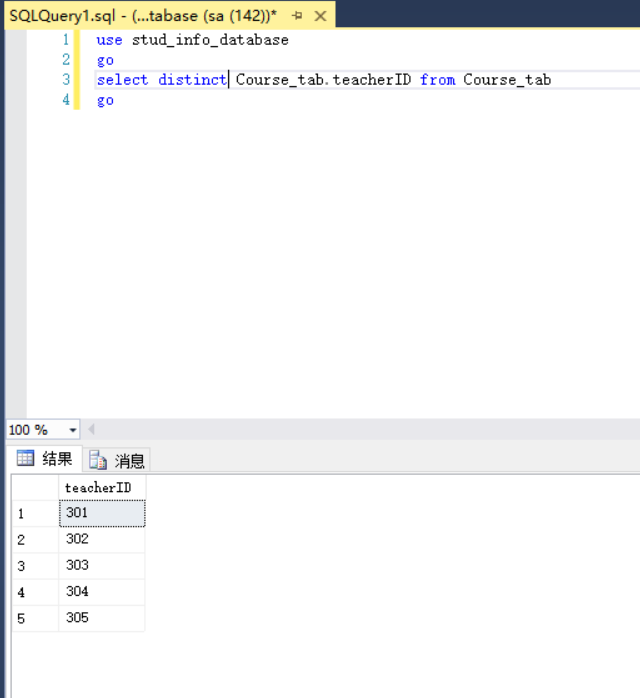 SQLQuery1.sql - (...tabase (sa (142))*
1 use stud_info_database
2 go
3 select distinct Course_tab.teacherID from Course_tab
4 go
100 %
结果 消息
teacherID
1 301
2 302
3 303
4 304
5 305